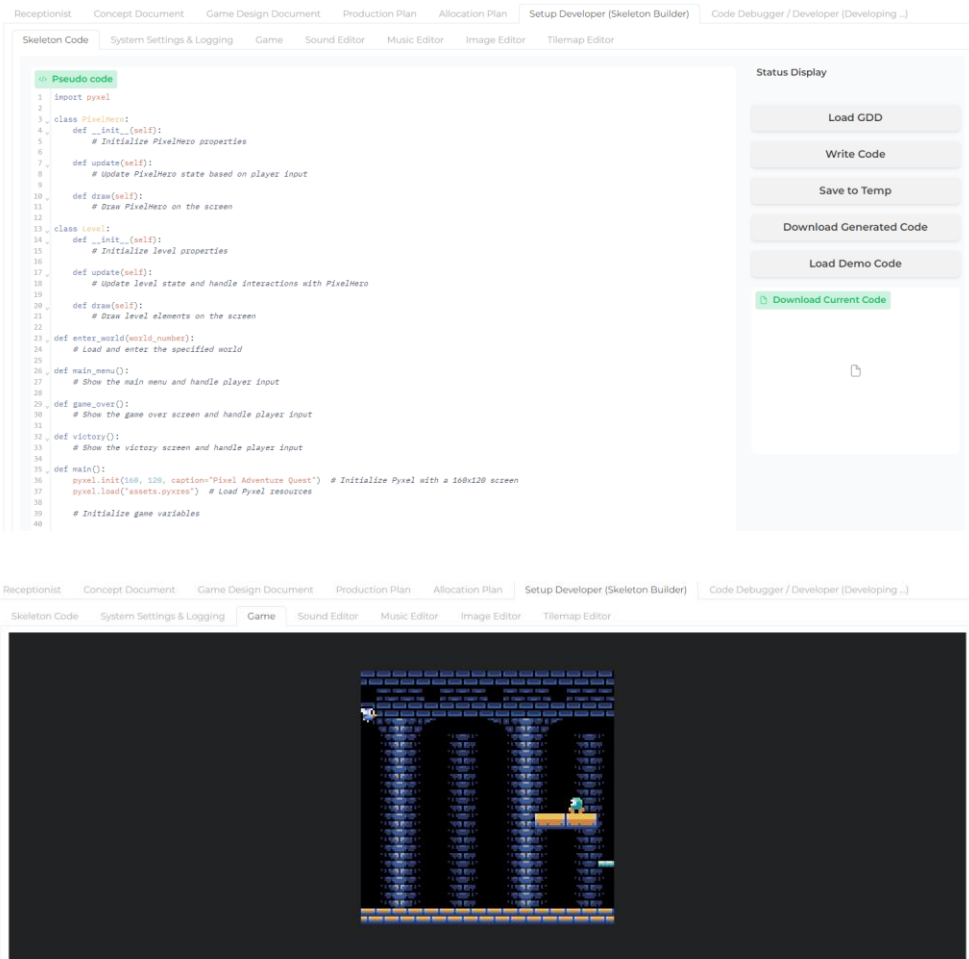 Receptionist Concept Document Game Design Document Production Plan Allocation Plan Setup Developer (Skeleton Builder) Code Debugger / Developer (Developing ...)
Skeleton Code System Settings & Logging Game Sound Editor Music Editor Image Editor Tilemap Editor
Pseudo code
1 import pyxel
2
3 class PixelHero:
4 def __init__(self):
5 # Initialize PixelHero properties
6
7 def update(self):
8 # Update PixelHero state based on player input
9
10 def draw(self):
11 # Draw PixelHero on the screen
12
13 class Level:
14 def __init__(self):
15 # Initialize level properties
16
17 def update(self):
18 # Update level state and handle interactions with PixelHero
19
20 def draw(self):
21 # Draw level elements on the screen
22
23 def enter_world(world_number):
24 # Load and enter the specified world
25
26 def main_menu():
27 # Show the main menu and handle player input
28
29 def game_over():
30 # Show the game over screen and handle player input
31
32 def victory():
33 # Show the victory screen and handle player input
34
35 def main():
36 pyxel.init(160, 120, caption="Pixel Adventure Quest") # Initialize Pyxel with a 160x120 screen
37 pyxel.load("assets.pyxres") # Load Pyxel resources
38
39 # Initialize game variables
40
Status Display
Load GDD
Write Code
Save to Temp
Download Generated Code
Load Demo Code
Download Current Code
Receptionist Concept Document Game Design Document Production Plan Allocation Plan Setup Developer (Skeleton Builder) Code Debugger / Developer (Developing ...)
Skeleton Code System Settings & Logging Game Sound Editor Music Editor Image Editor Tilemap Editor